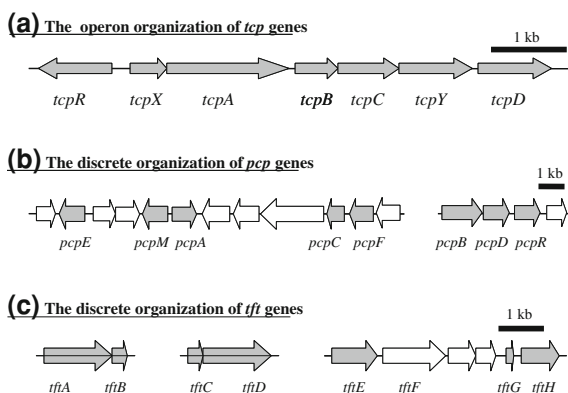 (a) The operon organization of tcp genes
1 kb
tcpR tcpX tcpA tcpB tcpC tcpY tcpD
(b) The discrete organization of pcp genes
1 kb
pcpE pcpM pcpA pcpC pcpF pcpB pcpD pcpR
(c) The discrete organization of tft genes
1 kb
tftA tftB tftC tftD tftE tftF tftG tftH